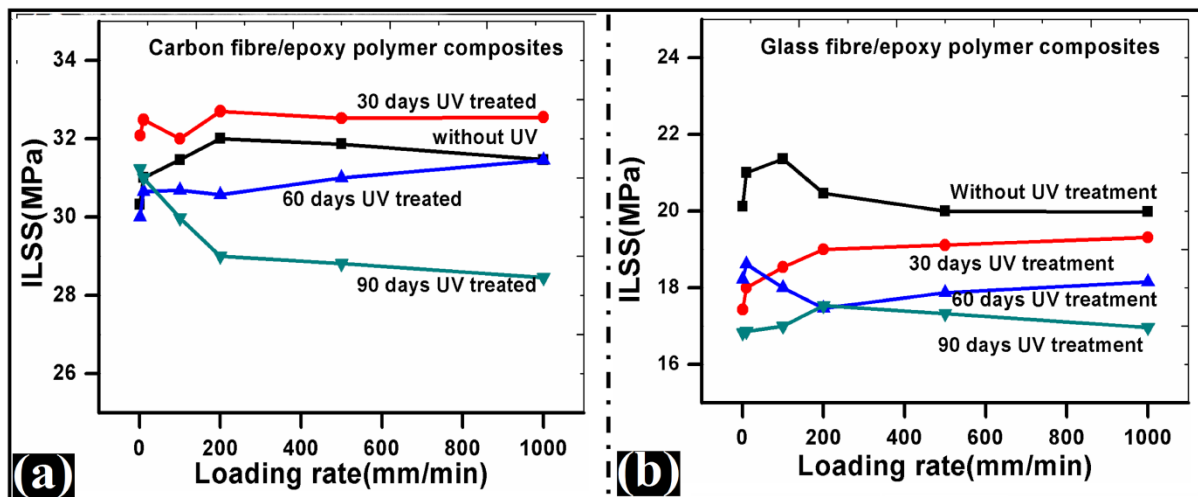 Carbon fibre/epoxy polymer composites
34
32
30
28
26
ILSS(MPa)
30 days UV treated
without UV
60 days UV treated
90 days UV treated
0 200 400 600 800 1000
Loading rate(mm/min)
(a)
Glass fibre/epoxy polymer composites
24
22
20
18
16
ILSS(MPa)
Without UV treatment
30 days UV treatment
60 days UV treatment
90 days UV treatment
0 200 400 600 800 1000
Loading rate(mm/min)
(b)